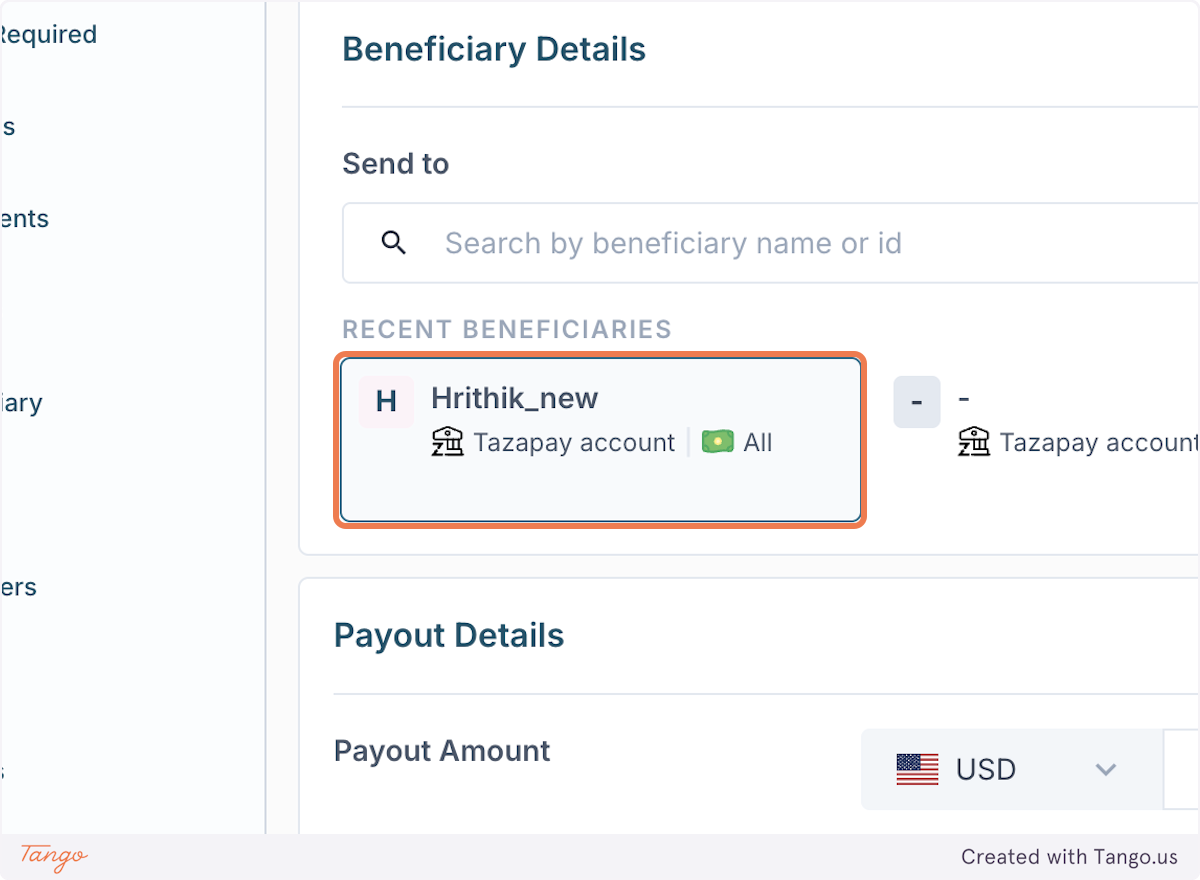 Required
Beneficiary Details
s
Send to
ents
Search by beneficiary name or id
RECENT BENEFICIARIES
H
Hrithik_new
Tazapay account | All
-
-
Tazapay account
iary
ers
Payout Details
Payout Amount
USD
s
Tango
Created with Tango.us